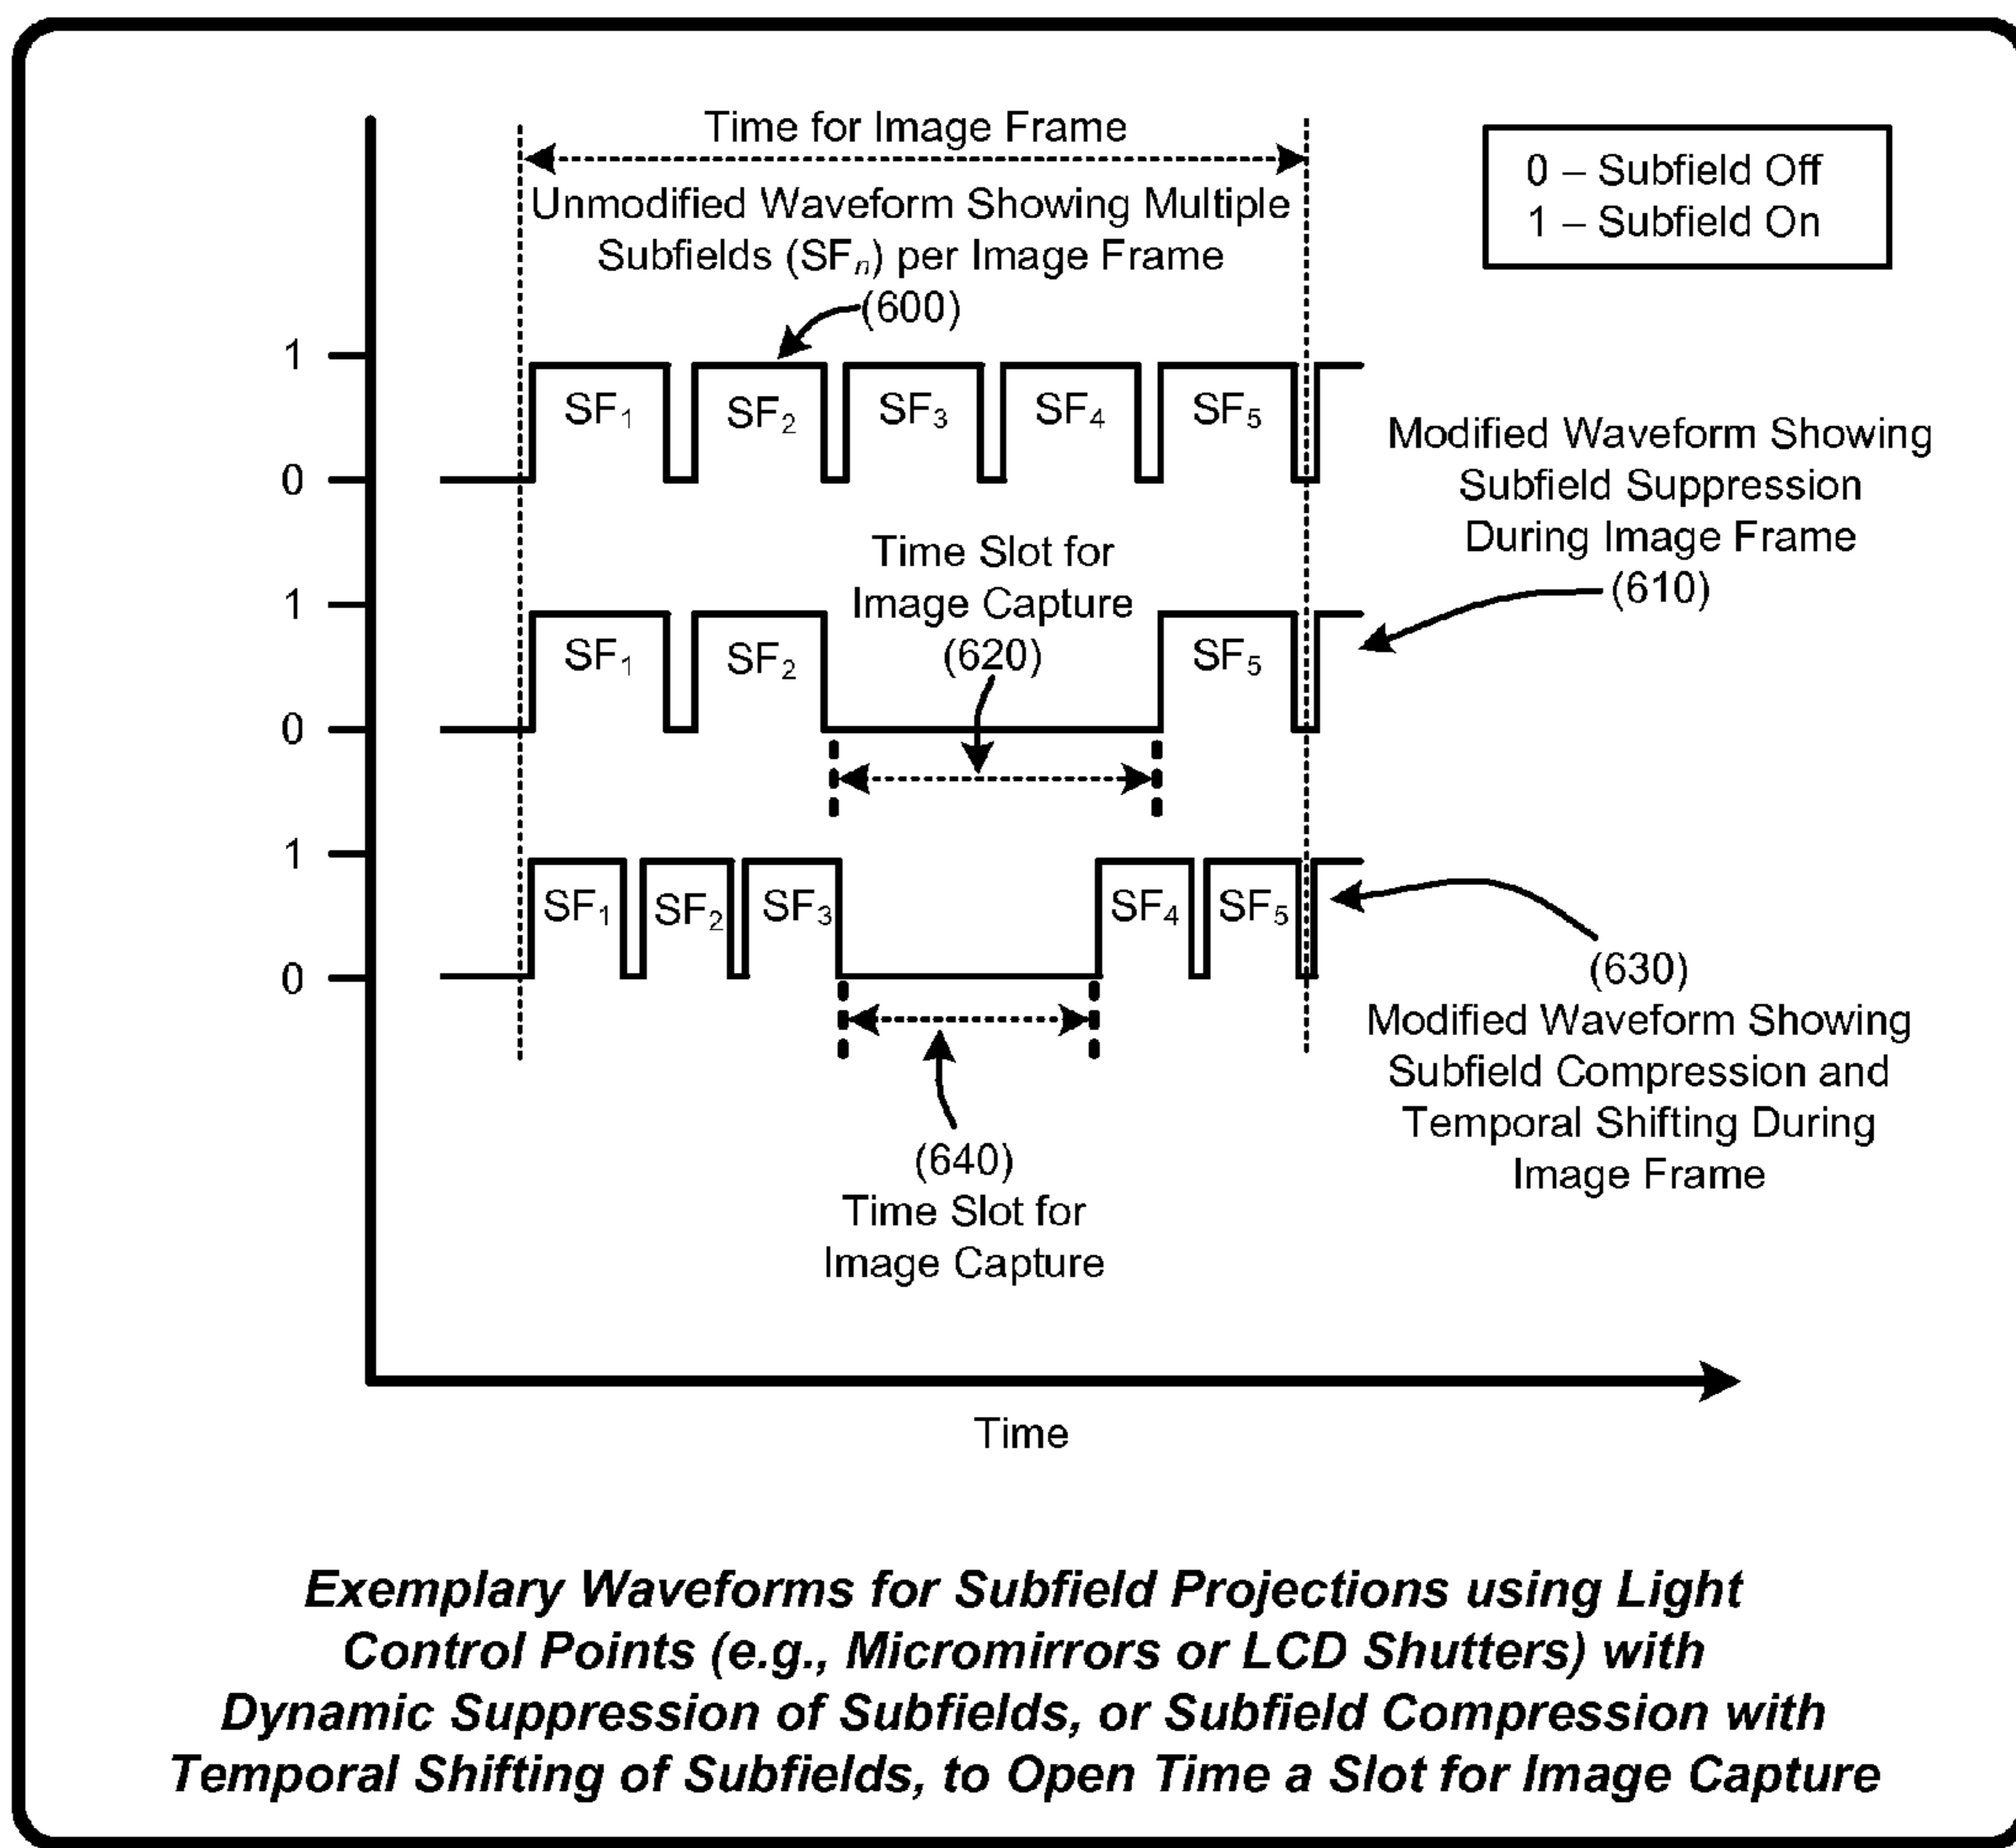 Time for Image Frame
Unmodified Waveform Showing Multiple
Subfields (SFn) per Image Frame
(600)
0 – Subfield Off
1 – Subfield On
1
0
SF1
SF2
SF3
SF4
SF5
Modified Waveform Showing
Subfield Suppression
During Image Frame
(610)
Time Slot for
Image Capture
(620)
1
0
SF1
SF2
SF5
1
0
SF1
SF2
SF3
SF4
SF5
(630)
Modified Waveform Showing
Subfield Compression and
Temporal Shifting During
Image Frame
(640)
Time Slot for
Image Capture
Time
Exemplary Waveforms for Subfield Projections using Light
Control Points (e.g., Micromirrors or LCD Shutters) with
Dynamic Suppression of Subfields, or Subfield Compression with
Temporal Shifting of Subfields, to Open Time a Slot for Image Capture